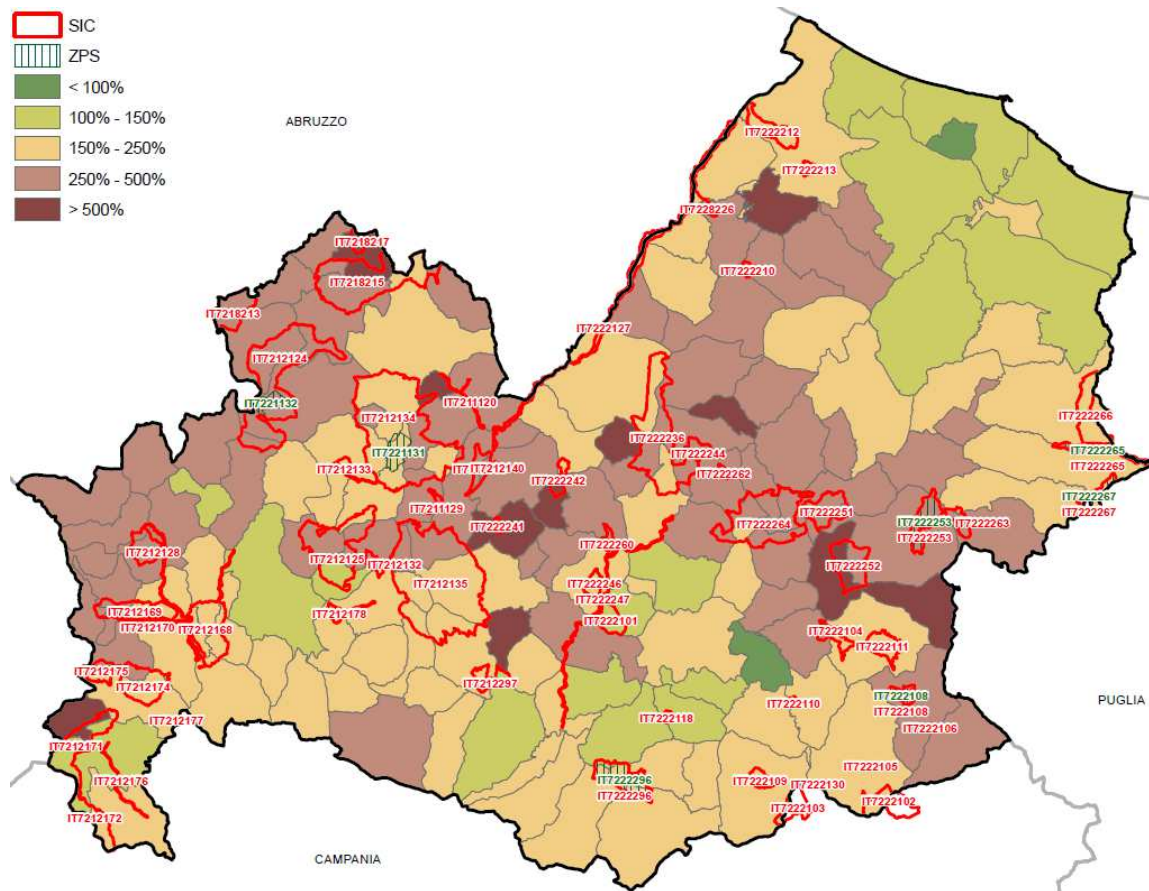 SIC
ZPS
< 100%
100% - 150%
150% - 250%
250% - 500%
> 500%
ABRUZZO
IT7222212
IT7222213
IT7228226
IT7218217
IT7222210
IT7218215
IT7218213
IT7222127
IT7212124
IT7221132
IT7211120
IT7212134
IT7222266
IT7222236
IT7221131
IT7222244
IT7222265
IT7212133
IT7212140
IT7222262
IT7222265
IT7222242
IT7222267
IT7211129
IT7222267
IT7222251
IT7222241
IT7222264
IT7222253
IT7222263
IT7222253
IT7222260
IT7212128
IT7212125
IT7212132
IT7222252
IT7212135
IT7222246
IT7222247
IT7212169
IT7212178
IT7222101
IT7212170
IT7212168
IT7222104
IT7222111
IT7212175
IT7212297
IT7212174
IT7222108
PUGLIA
IT7222110
IT7222108
IT7212177
IT7222118
IT7222106
IT7212171
IT7222105
IT7212176
IT7222296
IT7222109
IT7222130
IT7222296
IT7222102
IT7222103
IT7212172
CAMPANIA